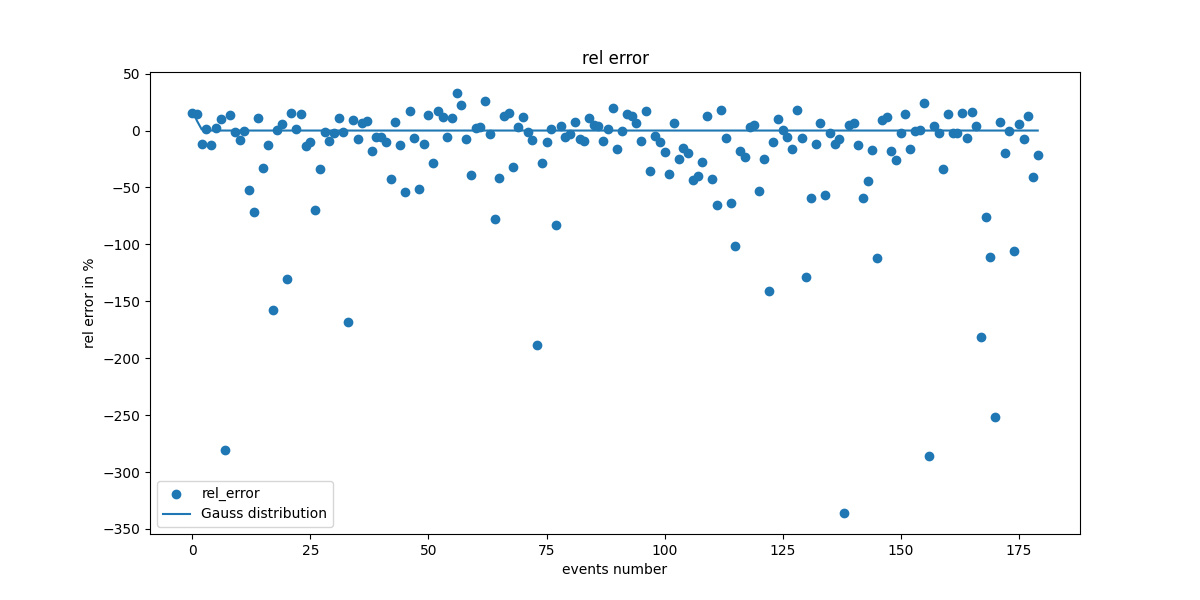 rel error
50
0
−50
−100
−150
−200
−250
−300
−350
rel error in %
rel_error
Gauss distribution
0 25 50 75 100 125 150 175
events number